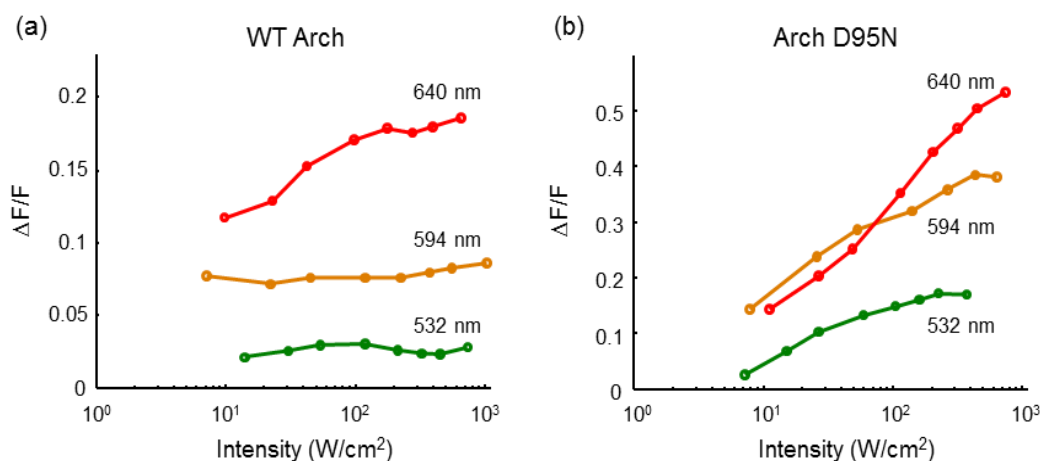 (a)
WT Arch
ΔF/F
0.2
0.15
0.1
0.05
0
640 nm
594 nm
532 nm
10⁰
10¹
10²
10³
Intensity (W/cm²)
(b)
Arch D95N
ΔF/F
0.5
0.4
0.3
0.2
0.1
0
640 nm
594 nm
532 nm
10⁰
10¹
10²
10³
Intensity (W/cm²)